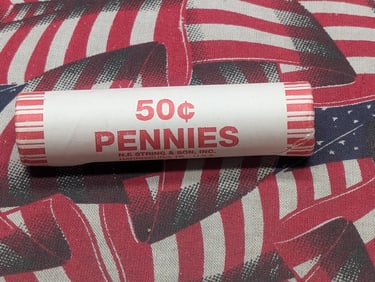 50¢
PENNIES
N.F. STRING & SON, INC.